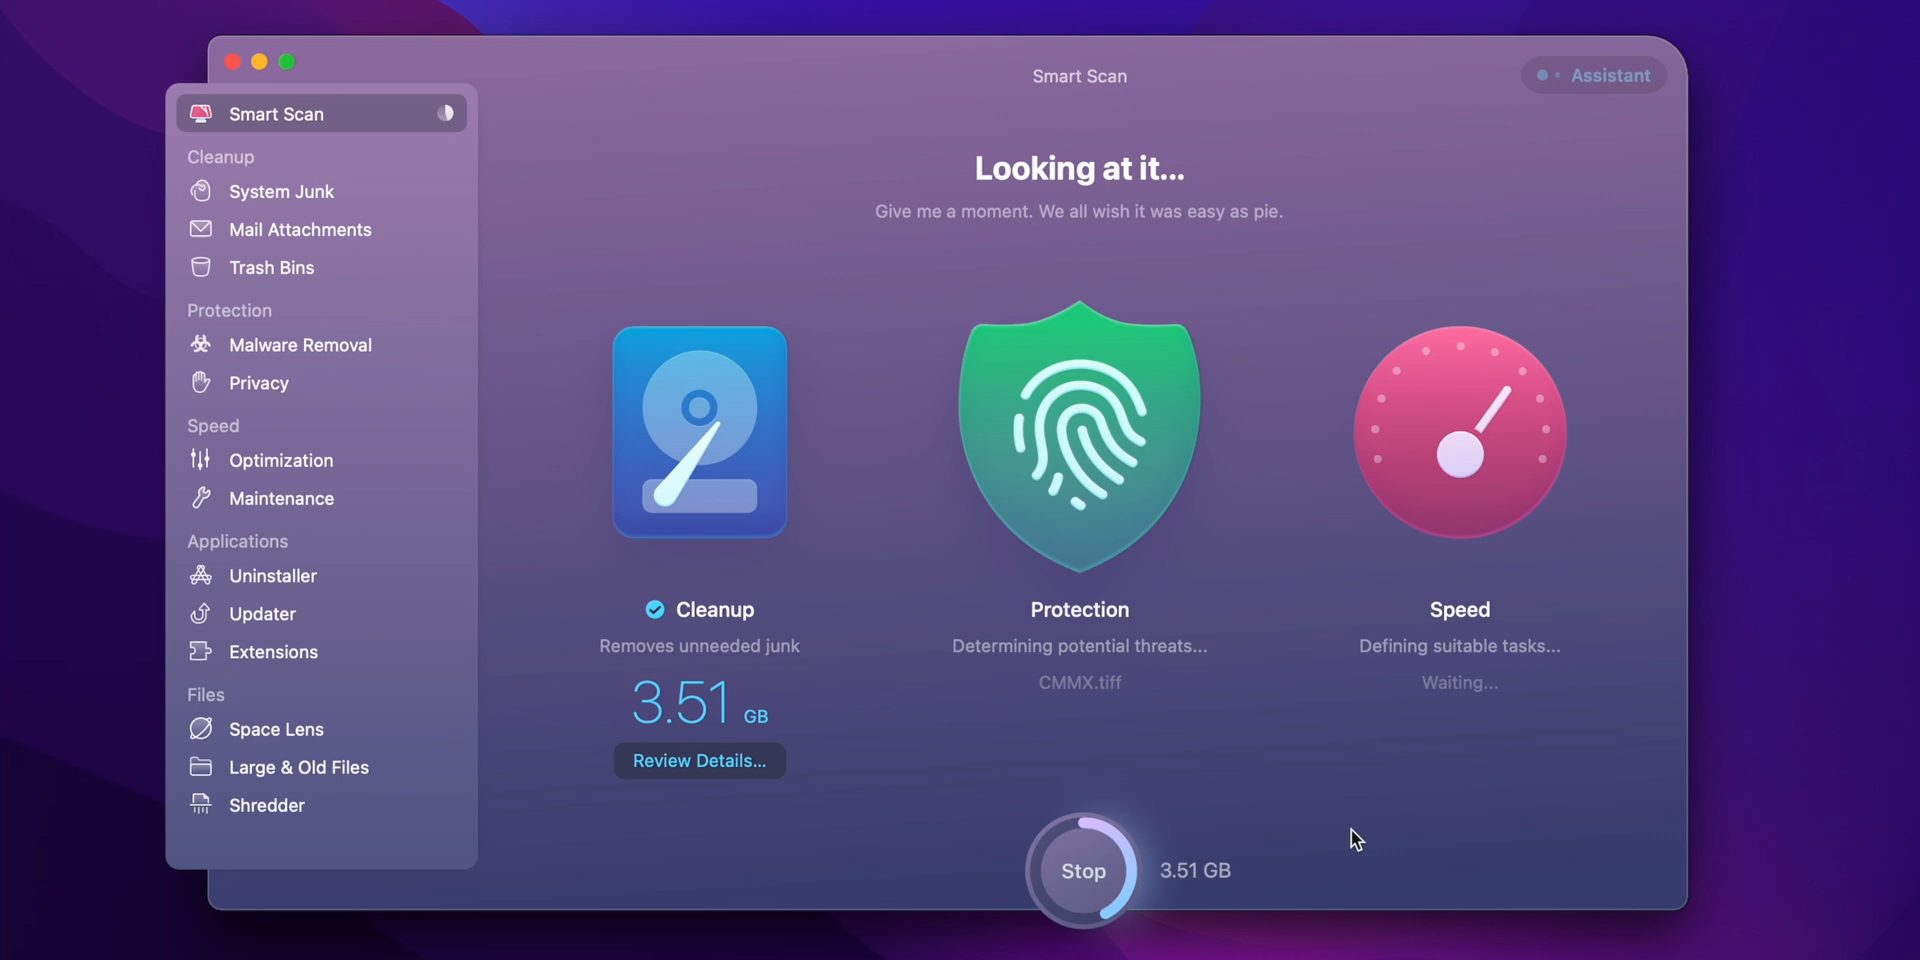 Smart Scan
Assistant
Smart Scan
Cleanup
System Junk
Mail Attachments
Trash Bins
Protection
Malware Removal
Privacy
Speed
Optimization
Maintenance
Applications
Uninstaller
Updater
Extensions
Files
Space Lens
Large & Old Files
Shredder
Looking at it...
Give me a moment. We all wish it was easy as pie.
Cleanup
Removes unneeded junk
3.51 GB
Review Details...
Protection
Determining potential threats...
CMMX.tiff
Speed
Defining suitable tasks...
Waiting...
Stop
3.51 GB